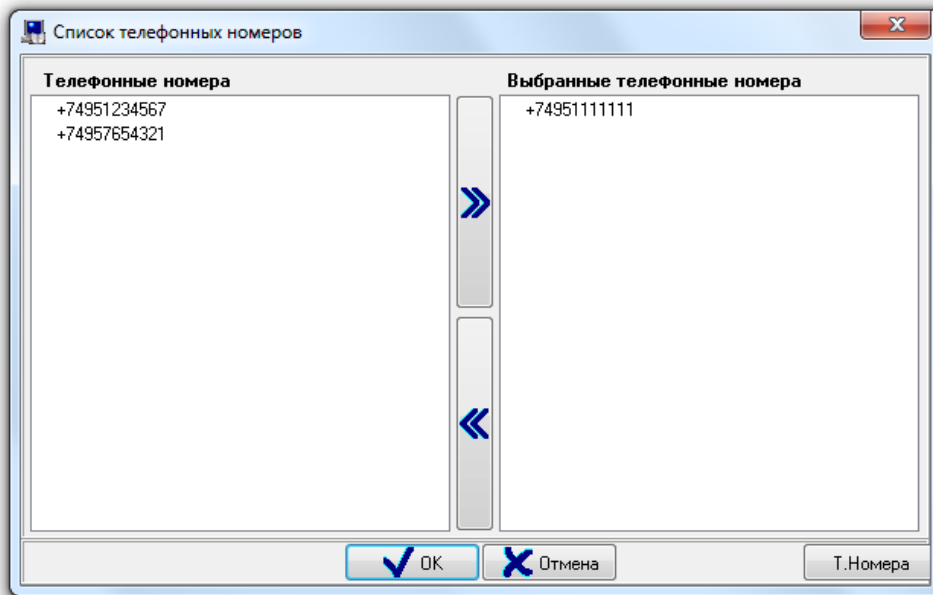 Список телефонных номеров
Телефонные номера
+74951234567
+74957654321
Выбранные телефонные номера
+74951111111
OK
Отмена
Т.Номера